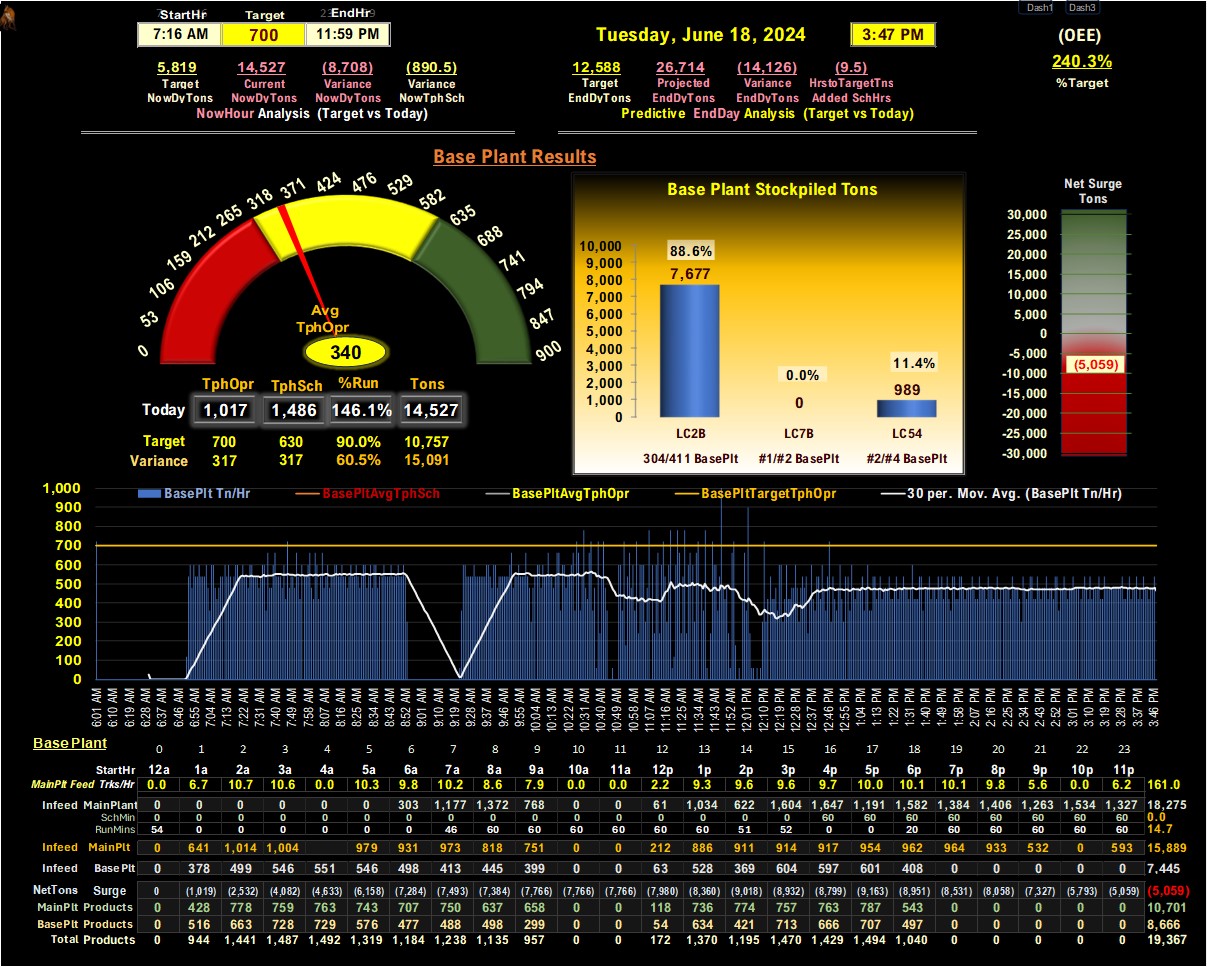 Dash1 Dash3
StartHr Target EndHr
7:16 AM 700 11:59 PM
Tuesday, June 18, 2024 3:47 PM
(OEE)
240.3%
%Target
5,819 14,527 (8,708) (890.5)
Target Current Variance Variance
NowDyTons NowDyTons NowDyTons NowTphSch
NowHour Analysis (Target vs Today)
12,588 26,714 (14,126) (9.5)
Target Projected Variance HrstoTargetTns
EndDyTons EndDyTons EndDyTons Added SchHrs
Predictive EndDay Analysis (Target vs Today)
Base Plant Results
0 53 106 159 212 265 318 371 424 476 529 582 635 688 741 794 847 900
Avg
TphOpr
340
TphOpr TphSch %Run Tons
Today 1,017 1,486 146.1% 14,527
Target 700 630 90.0% 10,757
Variance 317 317 60.5% 15,091
Base Plant Stockpiled Tons
10,000
9,000
8,000
7,000
6,000
5,000
4,000
3,000
2,000
1,000
0
88.6%
7,677
0.0%
0
11.4%
989
LC2B LC7B LC54
304/411 BasePlt #1/#2 BasePlt #2/#4 BasePlt
Net Surge
Tons
30,000
25,000
20,000
15,000
10,000
5,000
0
-5,000
-10,000
-15,000
-20,000
-25,000
-30,000
(5,059)
BasePlt Tn/Hr BasePltAvgTphSch BasePltAvgTphOpr BasePltTargetTphOpr 30 per. Mov. Avg. (BasePlt Tn/Hr)
1,000
900
800
700
600
500
400
300
200
100
0
6:01 AM 6:10 AM 6:19 AM 6:28 AM 6:37 AM 6:46 AM 6:55 AM 7:04 AM 7:13 AM 7:22 AM 7:31 AM 7:40 AM 7:49 AM 7:58 AM 8:07 AM 8:16 AM 8:25 AM 8:34 AM 8:43 AM 8:52 AM 9:01 AM 9:10 AM 9:19 AM 9:28 AM 9:37 AM 9:46 AM 9:55 AM 10:04 AM 10:13 AM 10:22 AM 10:31 AM 10:40 AM 10:49 AM 10:58 AM 11:07 AM 11:16 AM 11:25 AM 11:34 AM 11:43 AM 11:52 AM 12:01 PM 12:10 PM 12:19 PM 12:28 PM 12:37 PM 12:46 PM 12:55 PM 1:04 PM 1:13 PM 1:22 PM 1:31 PM 1:40 PM 1:49 PM 1:58 PM 2:07 PM 2:16 PM 2:25 PM 2:34 PM 2:43 PM 2:52 PM 3:01 PM 3:10 PM 3:19 PM 3:28 PM 3:37 PM 3:46 PM
Base Plant
0 1 2 3 4 5 6 7 8 9 10 11 12 13 14 15 16 17 18 19 20 21 22 23
StartHr 12a 1a 2a 3a 4a 5a 6a 7a 8a 9a 10a 11a 12p 1p 2p 3p 4p 5p 6p 7p 8p 9p 10p 11p
MainPlt Feed Trks/Hr 0.0 6.7 10.7 10.6 0.0 10.3 9.8 10.2 8.6 7.9 0.0 0.0 2.2 9.3 9.6 9.6 9.7 10.0 10.1 10.1 9.8 5.6 0.0 6.2 161.0
Infeed MainPlant 0 0 0 0 0 0 303 1,177 1,372 768 0 0 61 1,034 622 1,604 1,647 1,191 1,582 1,384 1,406 1,263 1,534 1,327 18,275
SchMin 0 0 0 0 0 0 0 0 0 0 0 0 0 0 0 0 60 60 60 60 60 60 60 60 0.0
RunMins 54 0 0 0 0 0 0 46 60 60 60 60 60 60 51 52 0 0 20 60 60 60 60 60 14.7
Infeed MainPlt 0 641 1,014 1,004 979 931 973 818 751 0 0 212 886 911 914 917 954 962 964 933 532 0 593 15,889
Infeed Base Plt 0 378 499 546 551 546 498 413 445 399 0 0 63 528 369 604 597 601 408 0 0 0 0 0 7,445
NetTons Surge 0 (1,019) (2,532) (4,082) (4,633) (6,158) (7,284) (7,493) (7,384) (7,766) (7,766) (7,766) (7,980) (8,360) (9,018) (8,932) (8,799) (9,163) (8,951) (8,531) (8,058) (7,327) (5,793) (5,059) (5,059)
MainPlt Products 0 428 778 759 763 743 707 750 637 658 0 0 118 736 774 757 763 787 543 0 0 0 0 0 10,701
BasePlt Products 0 516 663 728 729 576 477 488 498 299 0 0 54 634 421 713 666 707 497 0 0 0 0 0 8,666
Total Products 0 944 1,441 1,487 1,492 1,319 1,184 1,238 1,135 957 0 0 172 1,370 1,195 1,470 1,429 1,494 1,040 0 0 0 0 0 19,367